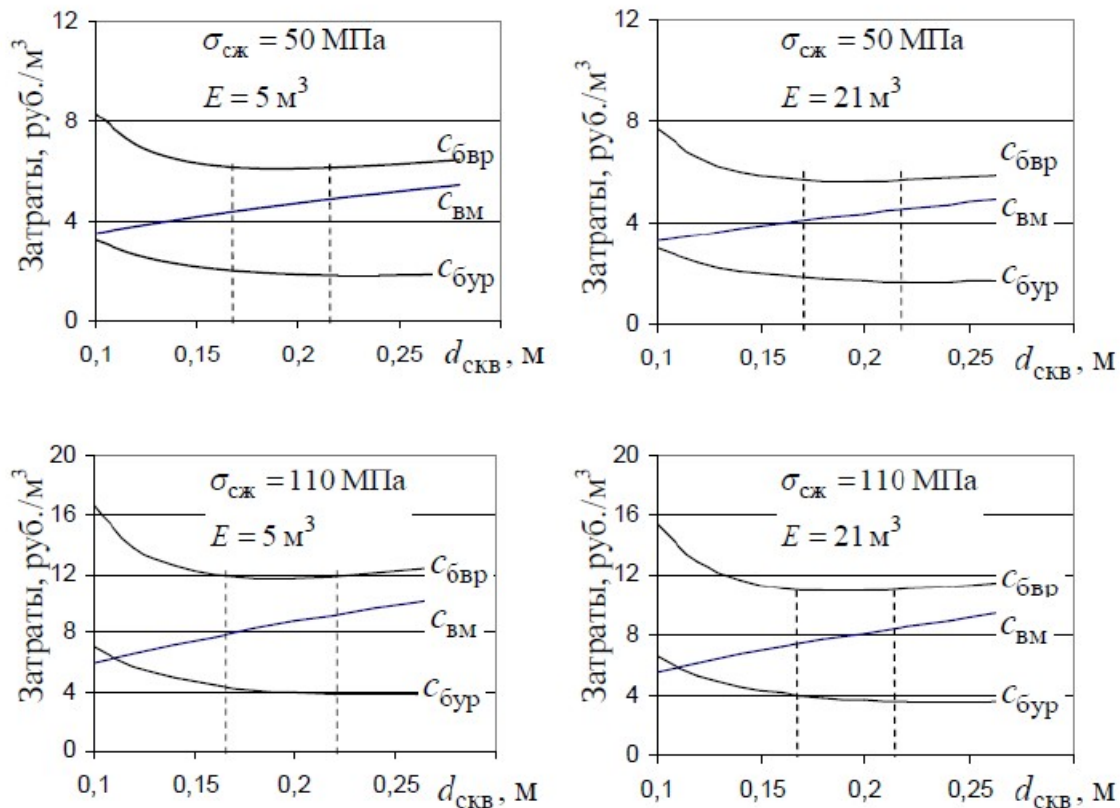 Затраты, руб./м³
12
8
4
0
σсж = 50 МПа
E = 5 м³
cбвр
cвм
cбур
0,1 0,15 0,2 0,25 dскв, м
Затраты, руб./м³
12
8
4
0
σсж = 50 МПа
E = 21 м³
cбвр
cвм
cбур
0,1 0,15 0,2 0,25 dскв, м
Затраты, руб./м³
20
16
12
8
4
0
σсж = 110 МПа
E = 5 м³
cбвр
cвм
cбур
0,1 0,15 0,2 0,25 dскв, м
Затраты, руб./м³
20
16
12
8
4
0
σсж = 110 МПа
E = 21 м³
cбвр
cвм
cбур
0,1 0,15 0,2 0,25 dскв, м